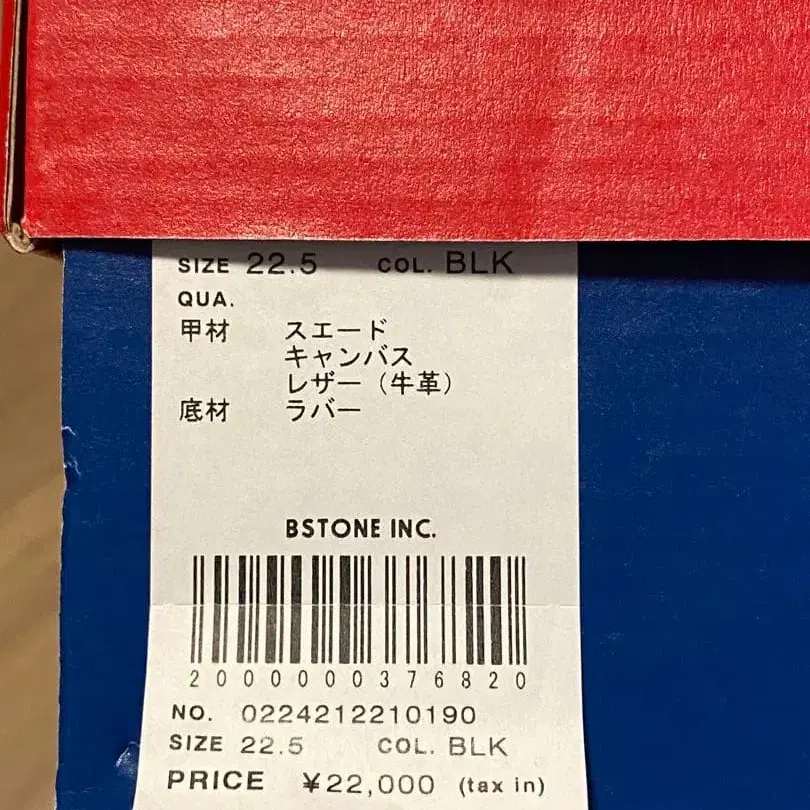 SIZE 22.5 COL. BLK
QUA.
甲材 スエード
キャンバス
レザー（牛革）
底材 ラバー
BSTONE INC.
2000000376820
NO. 0224212210190
SIZE 22.5 COL. BLK
PRICE ¥22,000 (tax in)